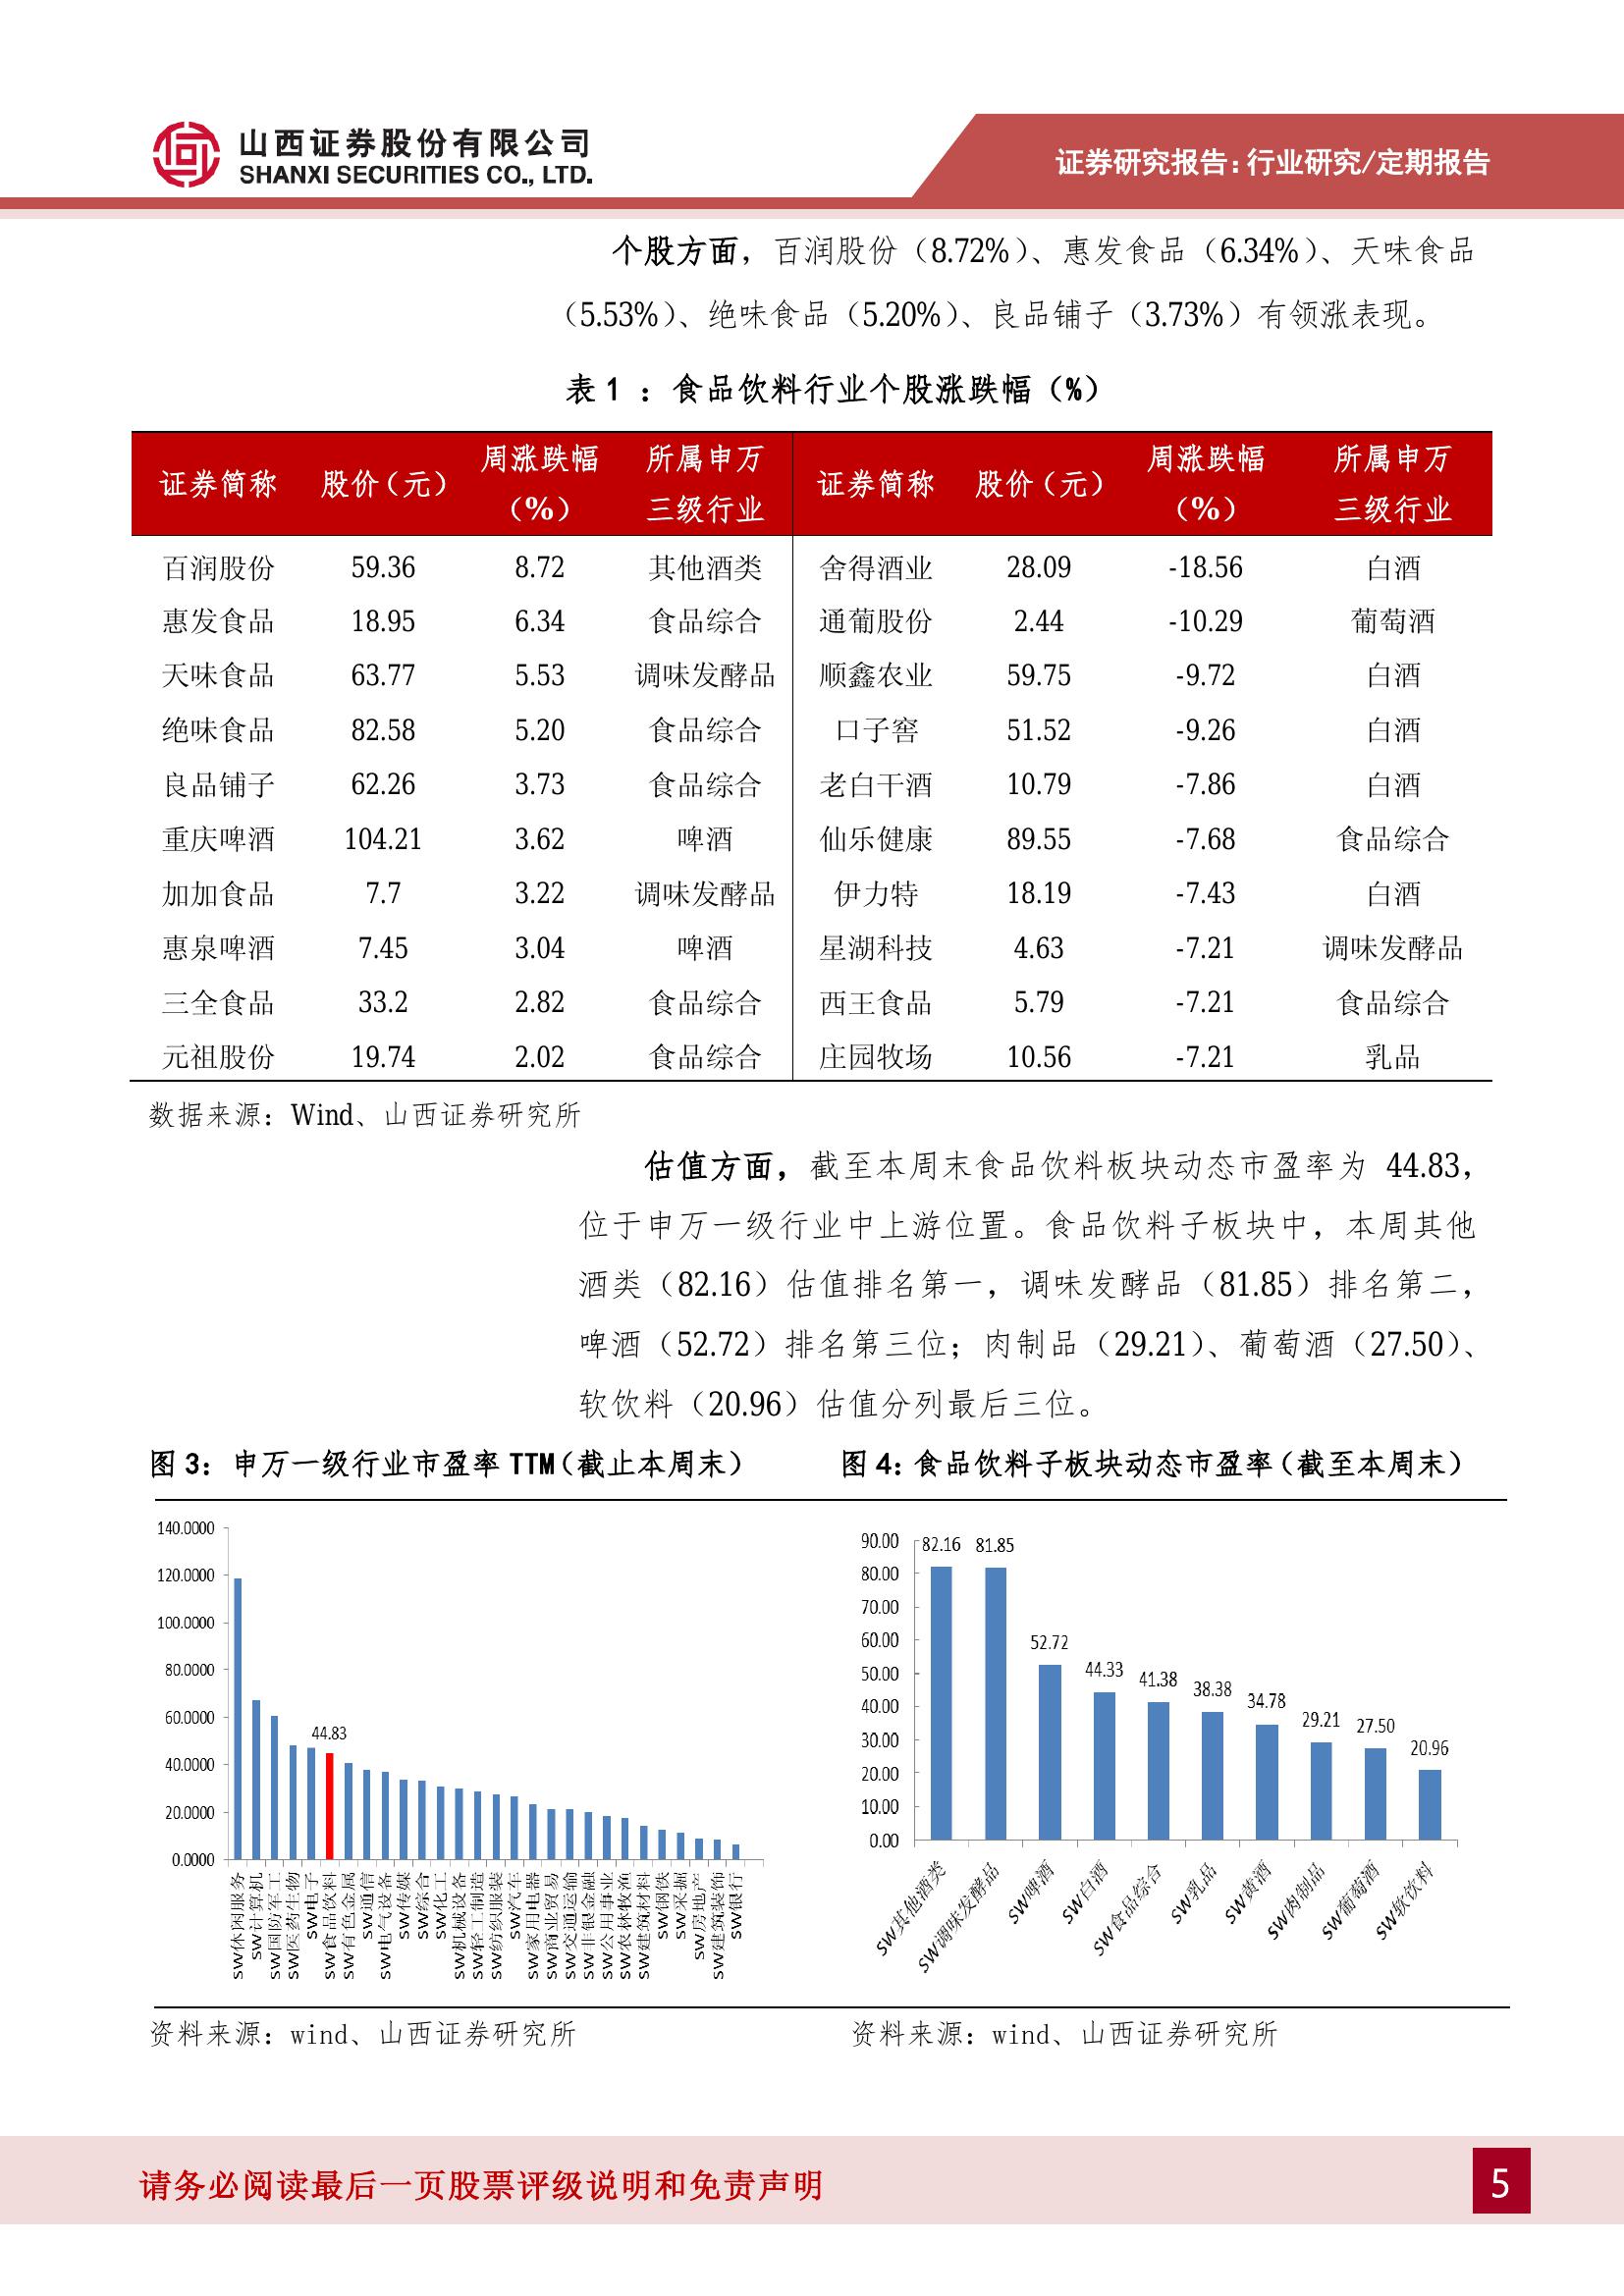 山西证券股份有限公司
SHANXI SECURITIES CO., LTD.
证券研究报告：行业研究/定期报告
个股方面，百润股份（8.72%）、惠发食品（6.34%）、天味食品
（5.53%）、绝味食品（5.20%）、良品铺子（3.73%）有领涨表现。
表 1 ：食品饮料行业个股涨跌幅（%）
证券简称 股价（元） 周涨跌幅（%） 所属申万三级行业 证券简称 股价（元） 周涨跌幅（%） 所属申万三级行业
百润股份 59.36 8.72 其他酒类 舍得酒业 28.09 -18.56 白酒
惠发食品 18.95 6.34 食品综合 通葡股份 2.44 -10.29 葡萄酒
天味食品 63.77 5.53 调味发酵品 顺鑫农业 59.75 -9.72 白酒
绝味食品 82.58 5.20 食品综合 口子窖 51.52 -9.26 白酒
良品铺子 62.26 3.73 食品综合 老白干酒 10.79 -7.86 白酒
重庆啤酒 104.21 3.62 啤酒 仙乐健康 89.55 -7.68 食品综合
加加食品 7.7 3.22 调味发酵品 伊力特 18.19 -7.43 白酒
惠泉啤酒 7.45 3.04 啤酒 星湖科技 4.63 -7.21 调味发酵品
三全食品 33.2 2.82 食品综合 西王食品 5.79 -7.21 食品综合
元祖股份 19.74 2.02 食品综合 庄园牧场 10.56 -7.21 乳品
数据来源：Wind、山西证券研究所
估值方面，截至本周末食品饮料板块动态市盈率为 44.83，
位于申万一级行业中上游位置。食品饮料子板块中，本周其他
酒类（82.16）估值排名第一，调味发酵品（81.85）排名第二，
啤酒（52.72）排名第三位；肉制品（29.21）、葡萄酒（27.50）、
软饮料（20.96）估值分列最后三位。
图 3：申万一级行业市盈率 TTM（截止本周末）
140.0000
120.0000
100.0000
80.0000
60.0000
40.0000
20.0000
0.0000
44.83
SW休闲服务
SW计算机
SW国防军工
SW医药生物
SW电子
SW食品饮料
SW有色金属
SW通信
SW电气设备
SW传媒
SW综合
SW化工
SW机械设备
SW轻工制造
SW纺织服装
SW汽车
SW家用电器
SW商业贸易
SW交通运输
SW非银金融
SW公用事业
SW农林牧渔
SW建筑材料
SW钢铁
SW采掘
SW房地产
SW建筑装饰
SW银行
资料来源：wind、山西证券研究所
图 4：食品饮料子板块动态市盈率（截至本周末）
90.00
80.00
70.00
60.00
50.00
40.00
30.00
20.00
10.00
0.00
82.16
81.85
52.72
44.33
41.38
38.38
34.78
29.21
27.50
20.96
SW其他酒类
SW调味发酵品
SW啤酒
SW白酒
SW食品综合
SW乳品
SW黄酒
SW肉制品
SW葡萄酒
SW软饮料
资料来源：wind、山西证券研究所
请务必阅读最后一页股票评级说明和免责声明
5